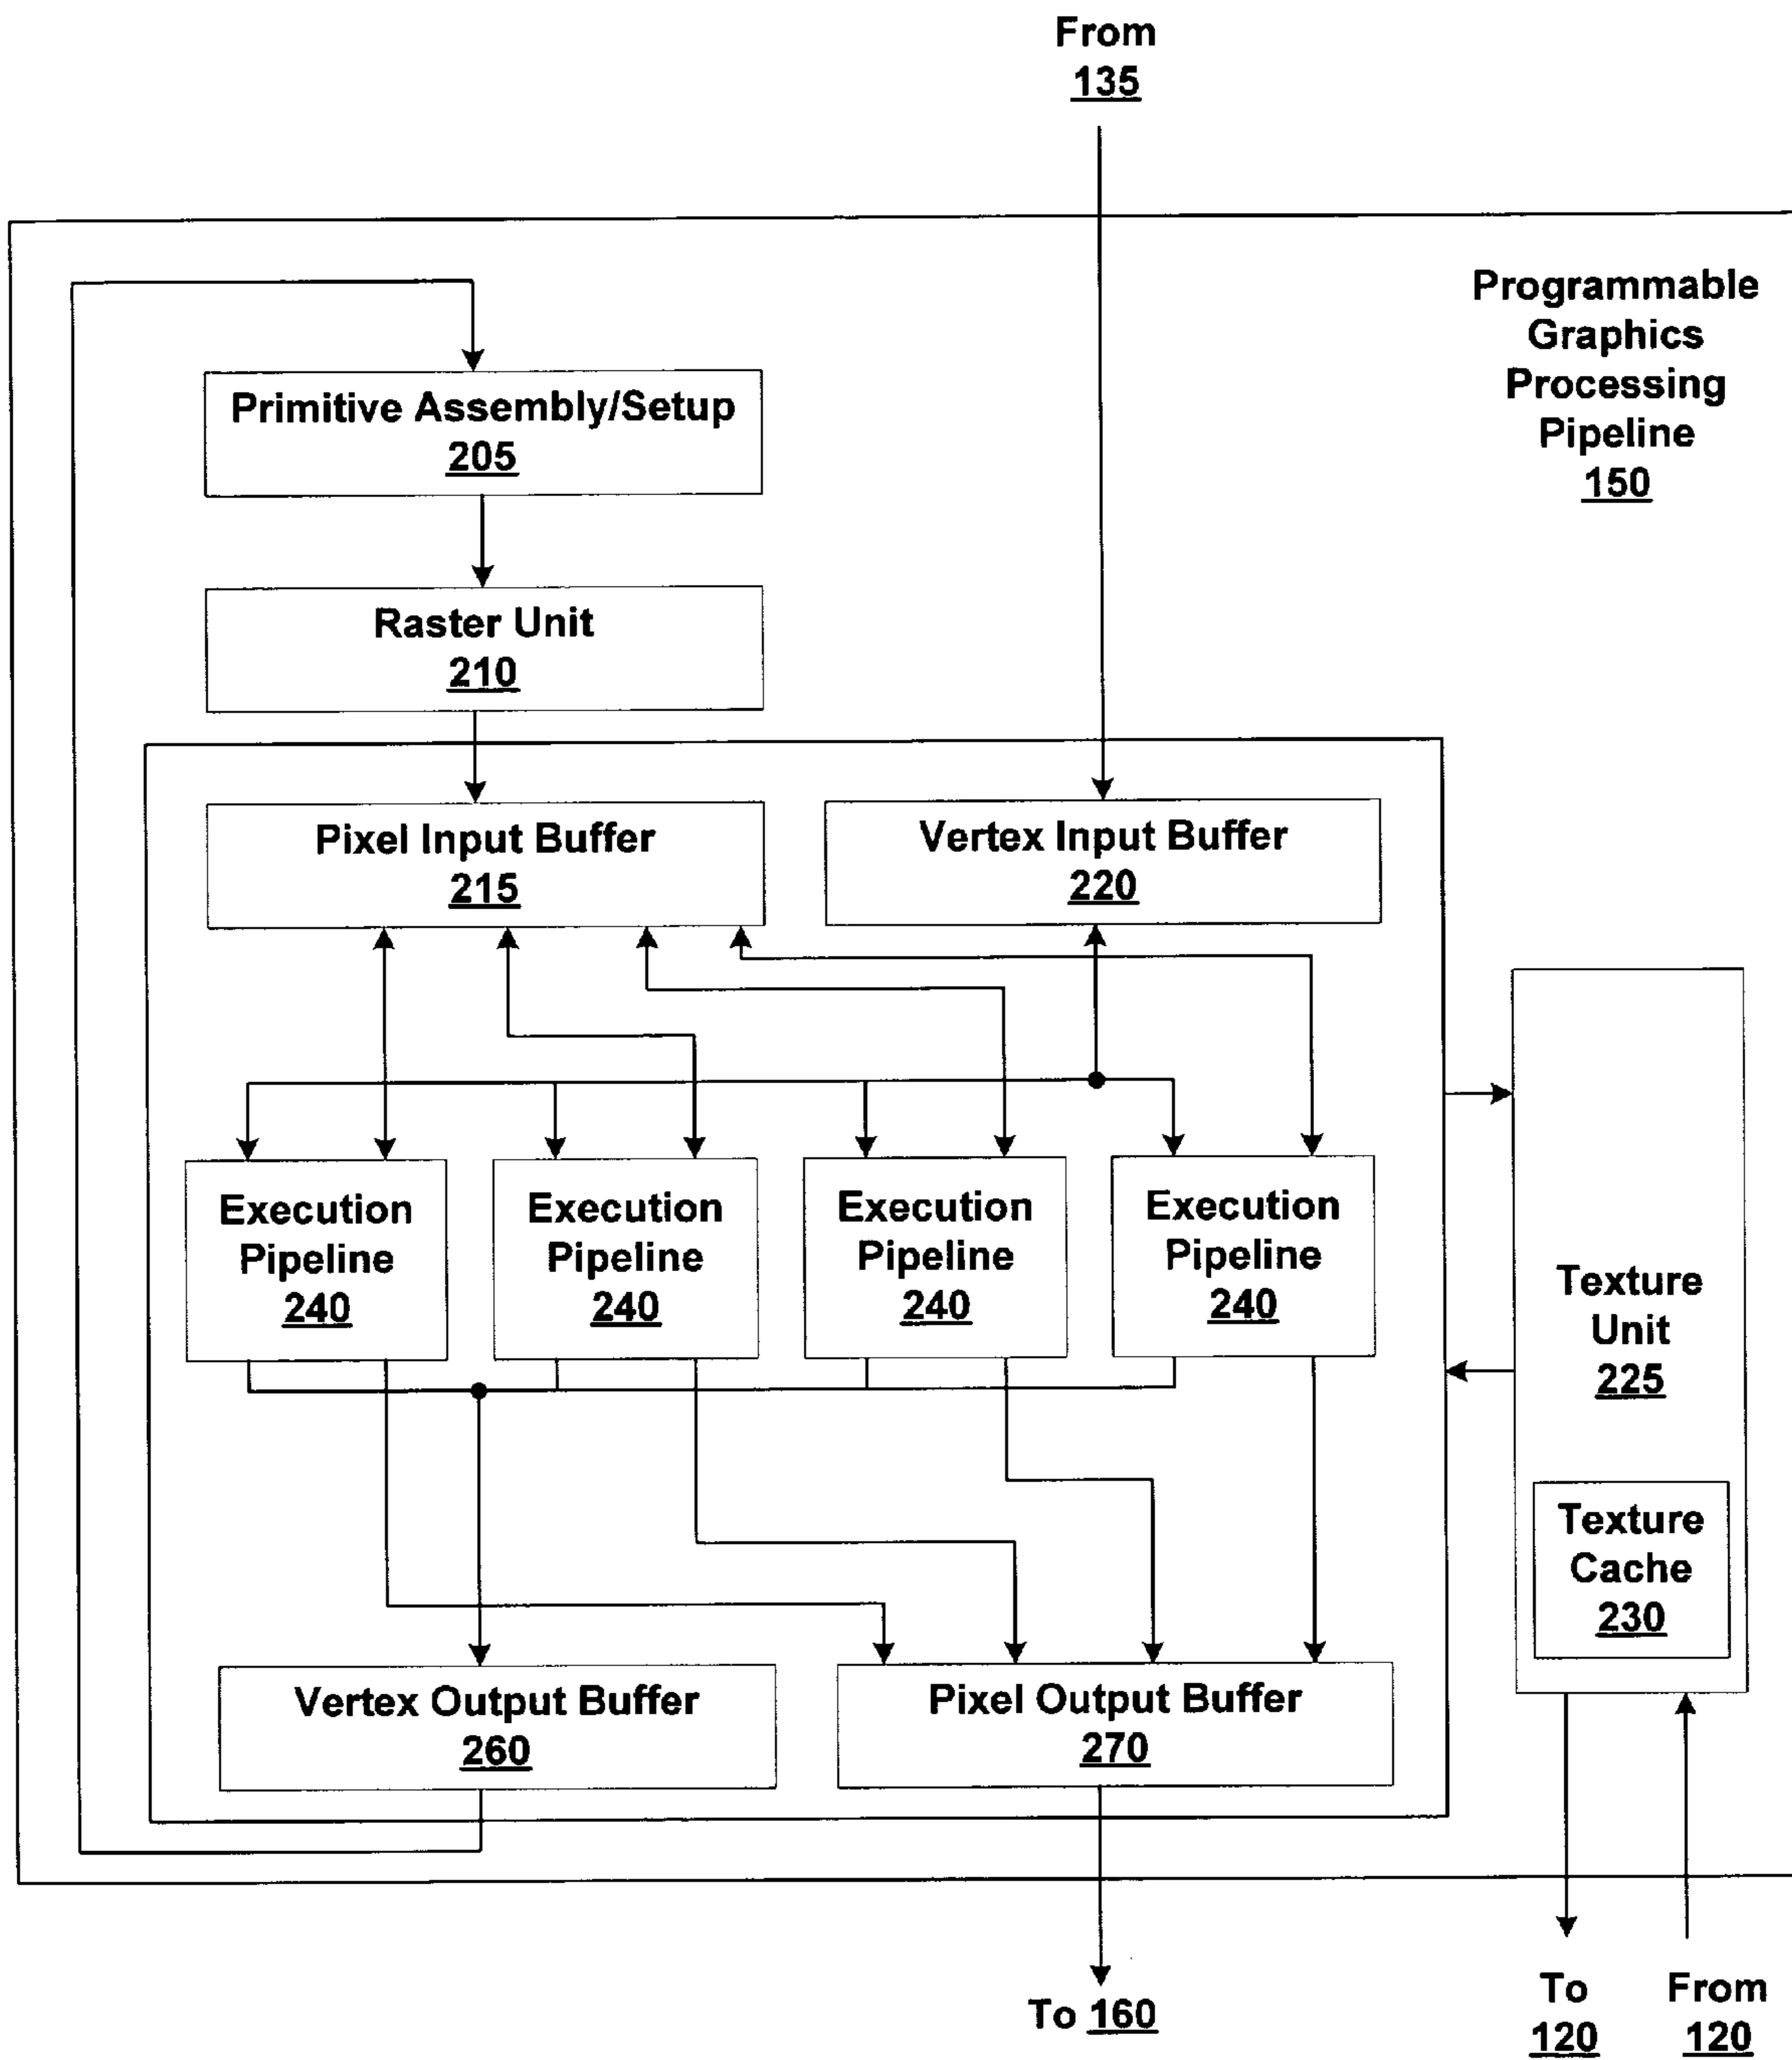 From
135
Programmable
Graphics
Processing
Pipeline
150
Primitive Assembly/Setup
205
Raster Unit
210
Pixel Input Buffer
215
Vertex Input Buffer
220
Execution
Pipeline
240
Execution
Pipeline
240
Execution
Pipeline
240
Execution
Pipeline
240
Texture
Unit
225
Texture
Cache
230
Vertex Output Buffer
260
Pixel Output Buffer
270
To 160
To
120
From
120